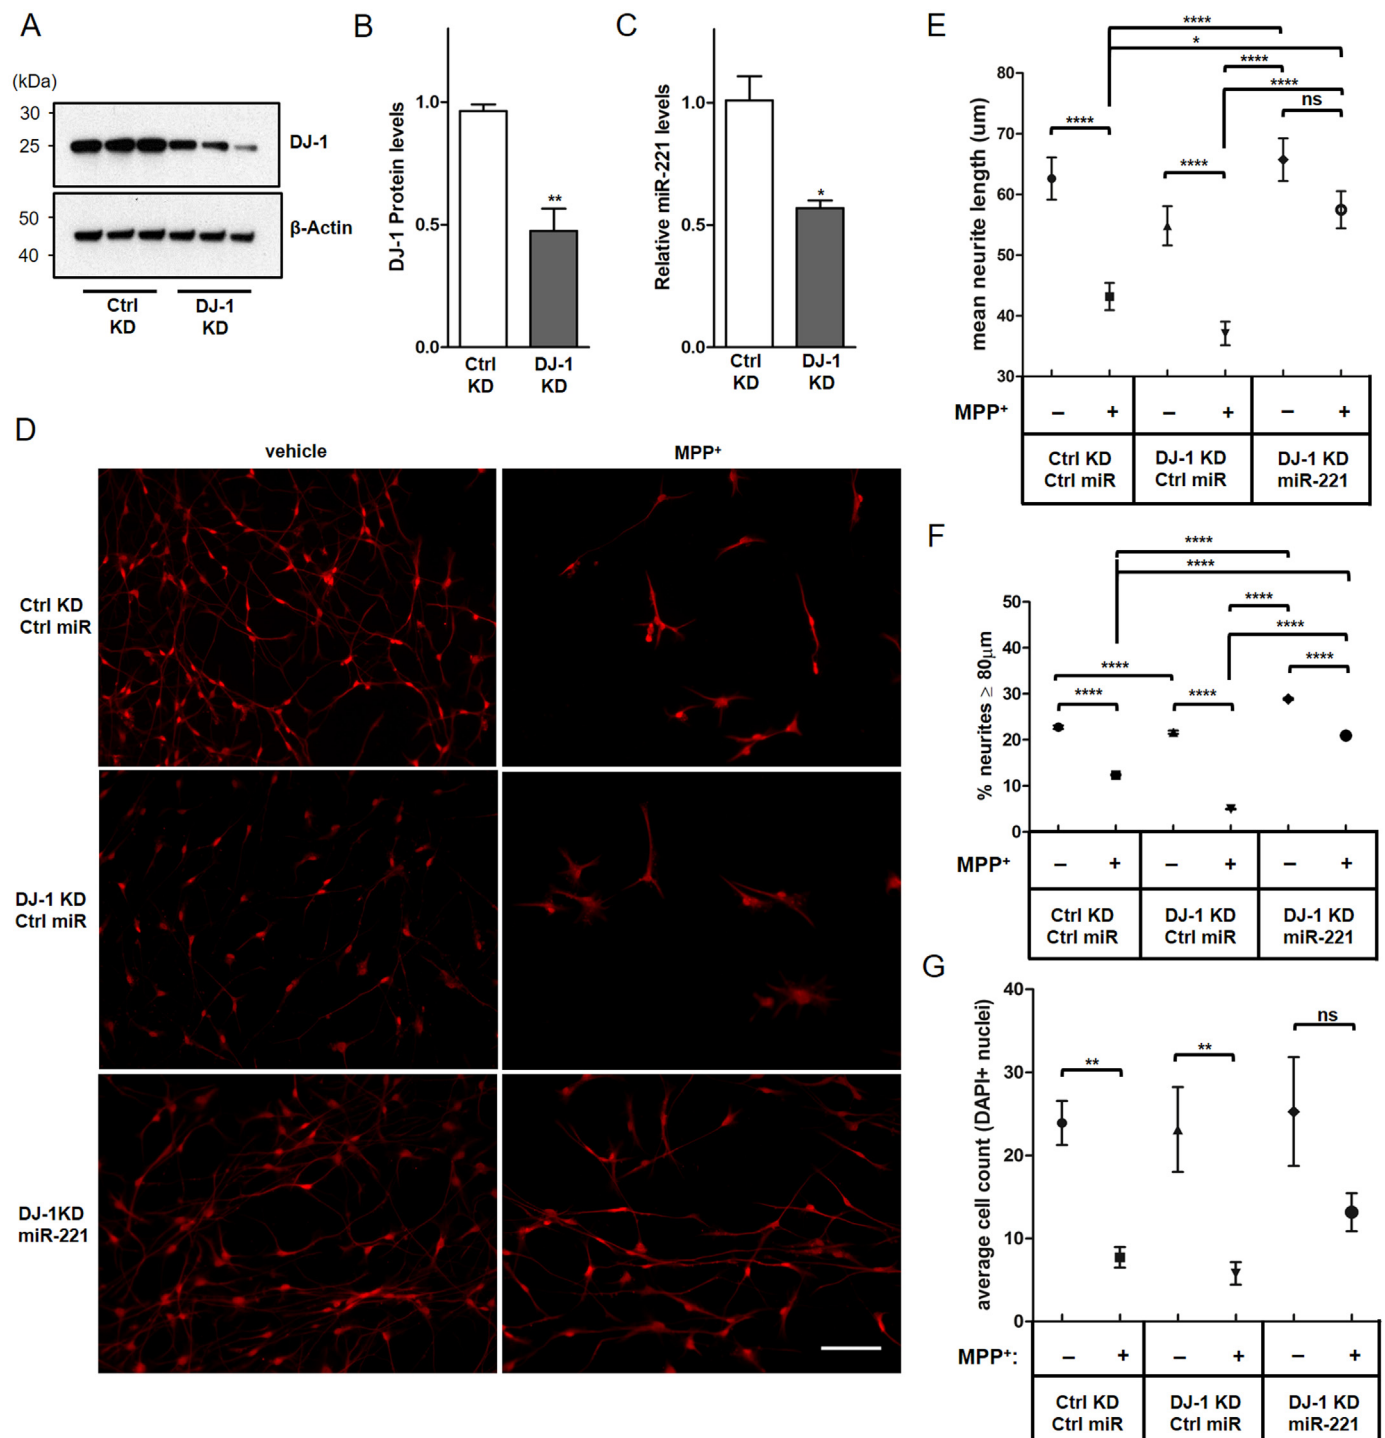 A
(kDa)
30
25
50
40
DJ-1
β-Actin
Ctrl
KD
DJ-1
KD
B
DJ-1 Protein levels
1.0
0.5
0.0
**
Ctrl
KD
DJ-1
KD
C
Relative miR-221 levels
1.0
0.5
0.0
*
Ctrl
KD
DJ-1
KD
D
vehicle
MPP+
Ctrl KD
Ctrl miR
DJ-1 KD
Ctrl miR
DJ-1KD
miR-221
E
mean neurite length (um)
80
70
60
50
40
30
****
*
****
****
ns
****
****
MPP+
– + – + – +
Ctrl KD
Ctrl miR
DJ-1 KD
Ctrl miR
DJ-1 KD
miR-221
F
% neurites ≥ 80μm
50
40
30
20
10
0
****
****
****
****
****
****
****
****
MPP+
– + – + – +
Ctrl KD
Ctrl miR
DJ-1 KD
Ctrl miR
DJ-1 KD
miR-221
G
average cell count (DAPI+ nuclei)
40
30
20
10
0
**
**
ns
MPP+:
– + – + – +
Ctrl KD
Ctrl miR
DJ-1 KD
Ctrl miR
DJ-1 KD
miR-221